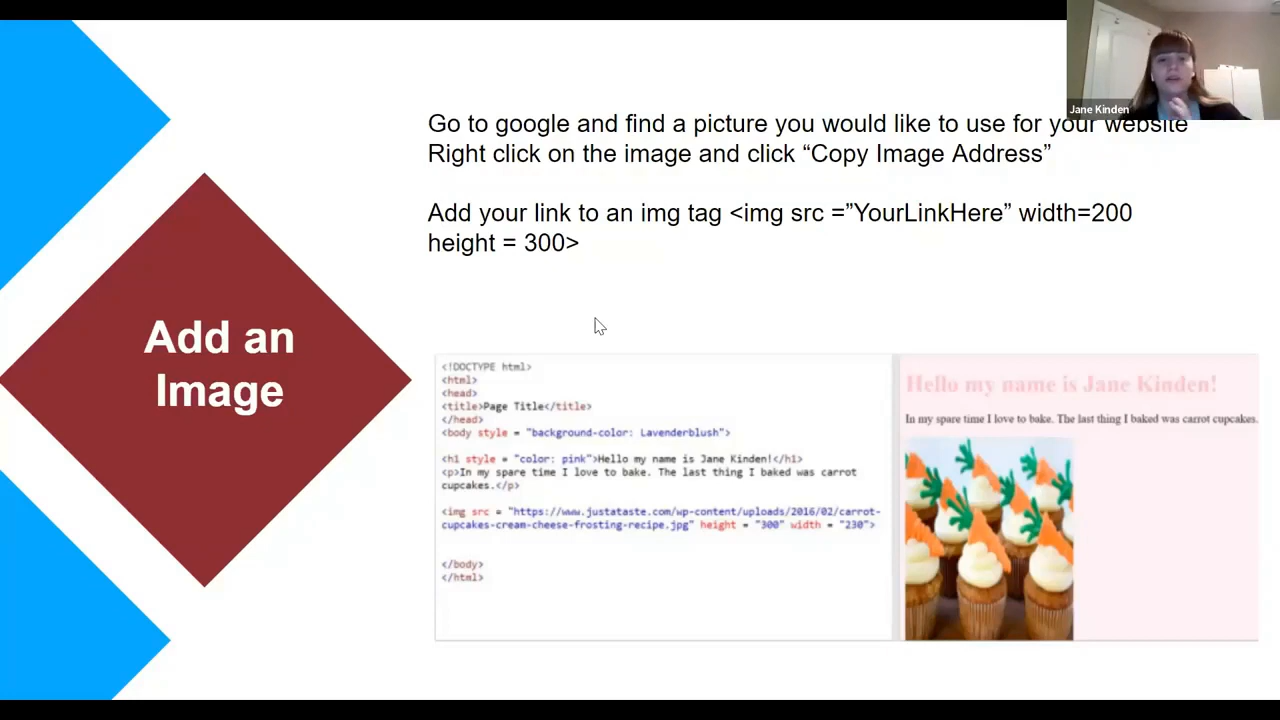 Go to google and find a picture you would like to use for your website
Right click on the image and click “Copy Image Address”
Add your link to an img tag <img src =”YourLinkHere” width=200
height = 300>
Jane Kinden
Add an
Image
<!DOCTYPE html>
<html>
<head>
<title>Page Title</title>
</head>
<body style = "background-color: Lavenderblush">
<h1 style = "color: pink">Hello my name is Jane Kinden!</h1>
<p>In my spare time I love to bake. The last thing I baked was carrot
cupcakes.</p>
<img src = "https://www.justataste.com/wp-content/uploads/2016/02/carrot-
cupcakes-cream-cheese-frosting-recipe.jpg" height = "300" width = "230">
</body>
</html>
Hello my name is Jane Kinden!
In my spare time I love to bake. The last thing I baked was carrot cupcakes.